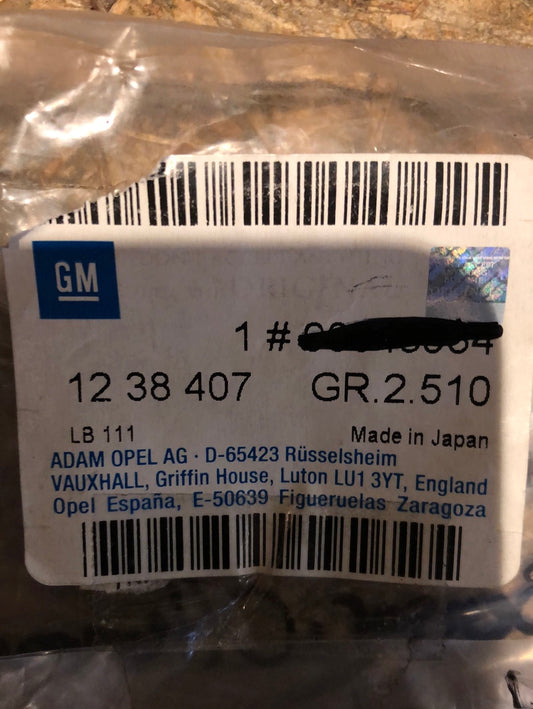 GM
1 #
12 38 407 GR.2.510
LB 111 Made in Japan
ADAM OPEL AG · D-65423 Rüsselsheim
VAUXHALL, Griffin House, Luton LU1 3YT, England
Opel España, E-50639 Figueruelas Zaragoza